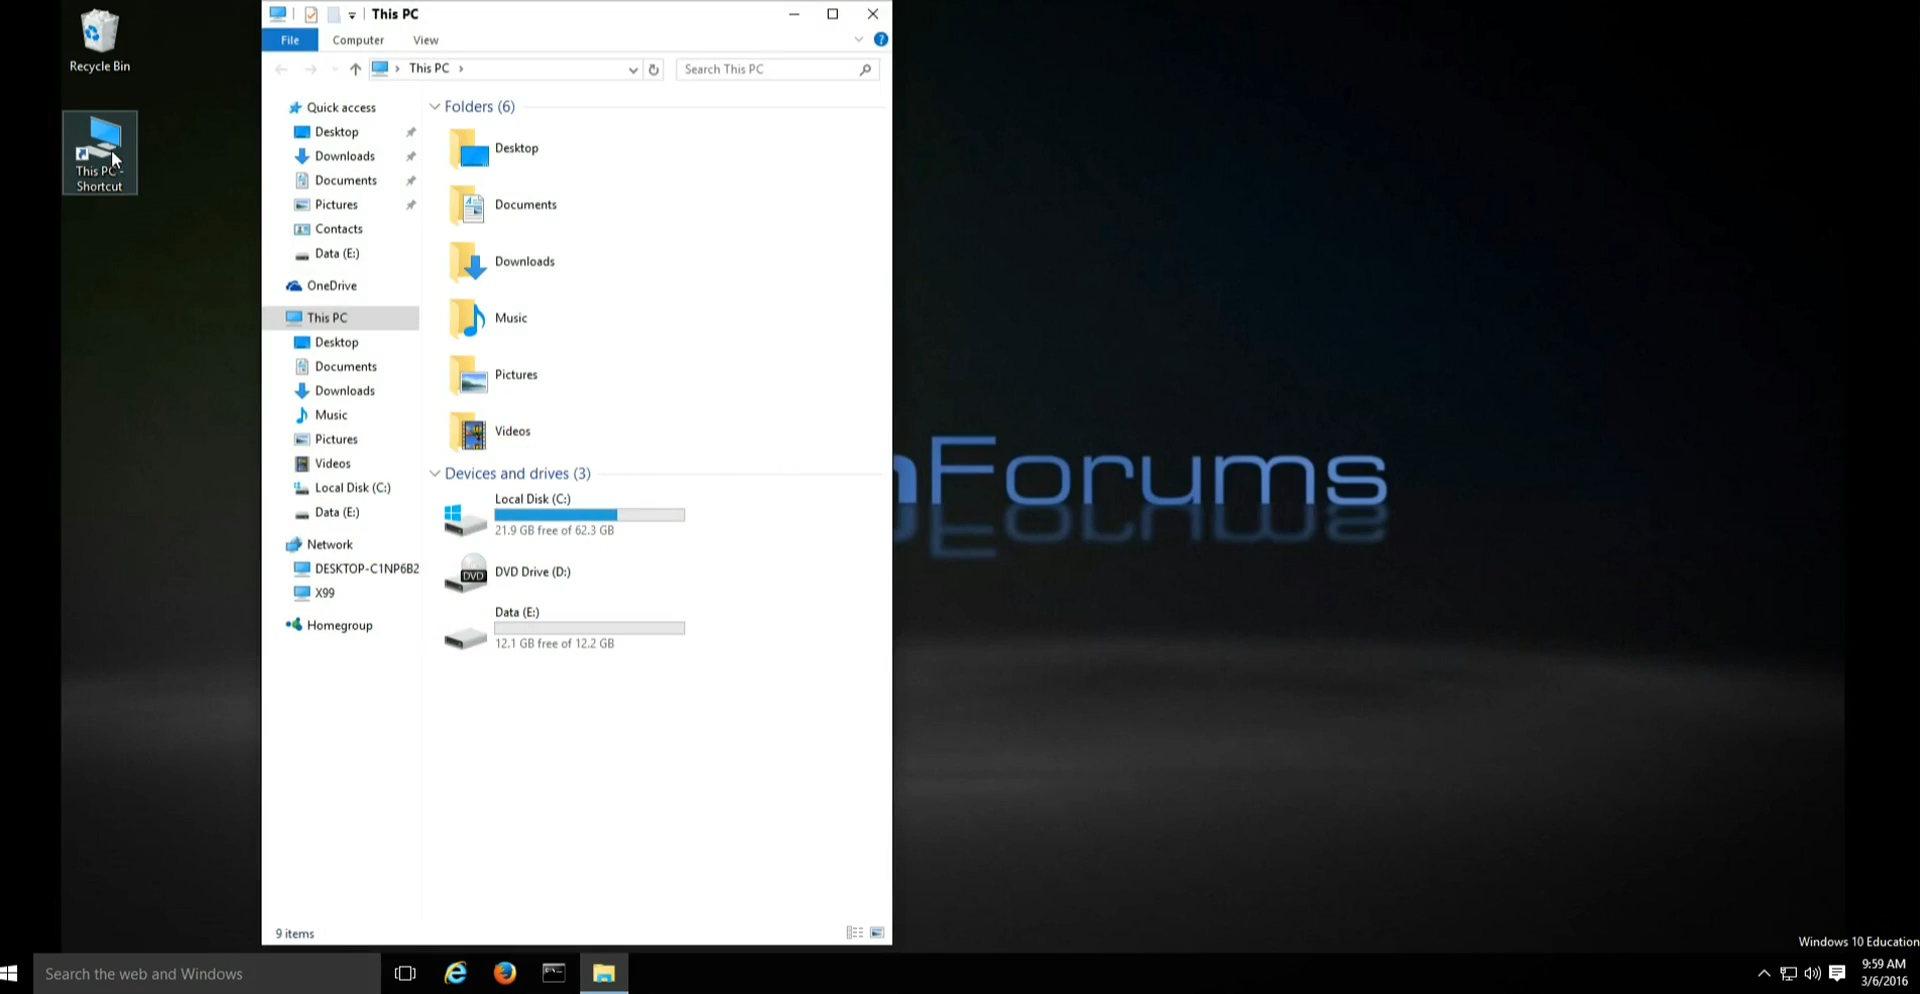 Recycle Bin
This PC -
Shortcut
This PC
File
Computer
View
This PC
Search This PC
Quick access
Desktop
Downloads
Documents
Pictures
Contacts
Data (E:)
OneDrive
This PC
Desktop
Documents
Downloads
Music
Pictures
Videos
Local Disk (C:)
Data (E:)
Network
DESKTOP-C1NP6B2
X99
Homegroup
Folders (6)
Desktop
Documents
Downloads
Music
Pictures
Videos
Devices and drives (3)
Local Disk (C:)
21.9 GB free of 62.3 GB
DVD
DVD Drive (D:)
Data (E:)
12.1 GB free of 12.2 GB
9 items
Forums
Windows 10 Education
Search the web and Windows
9:59 AM
3/6/2016